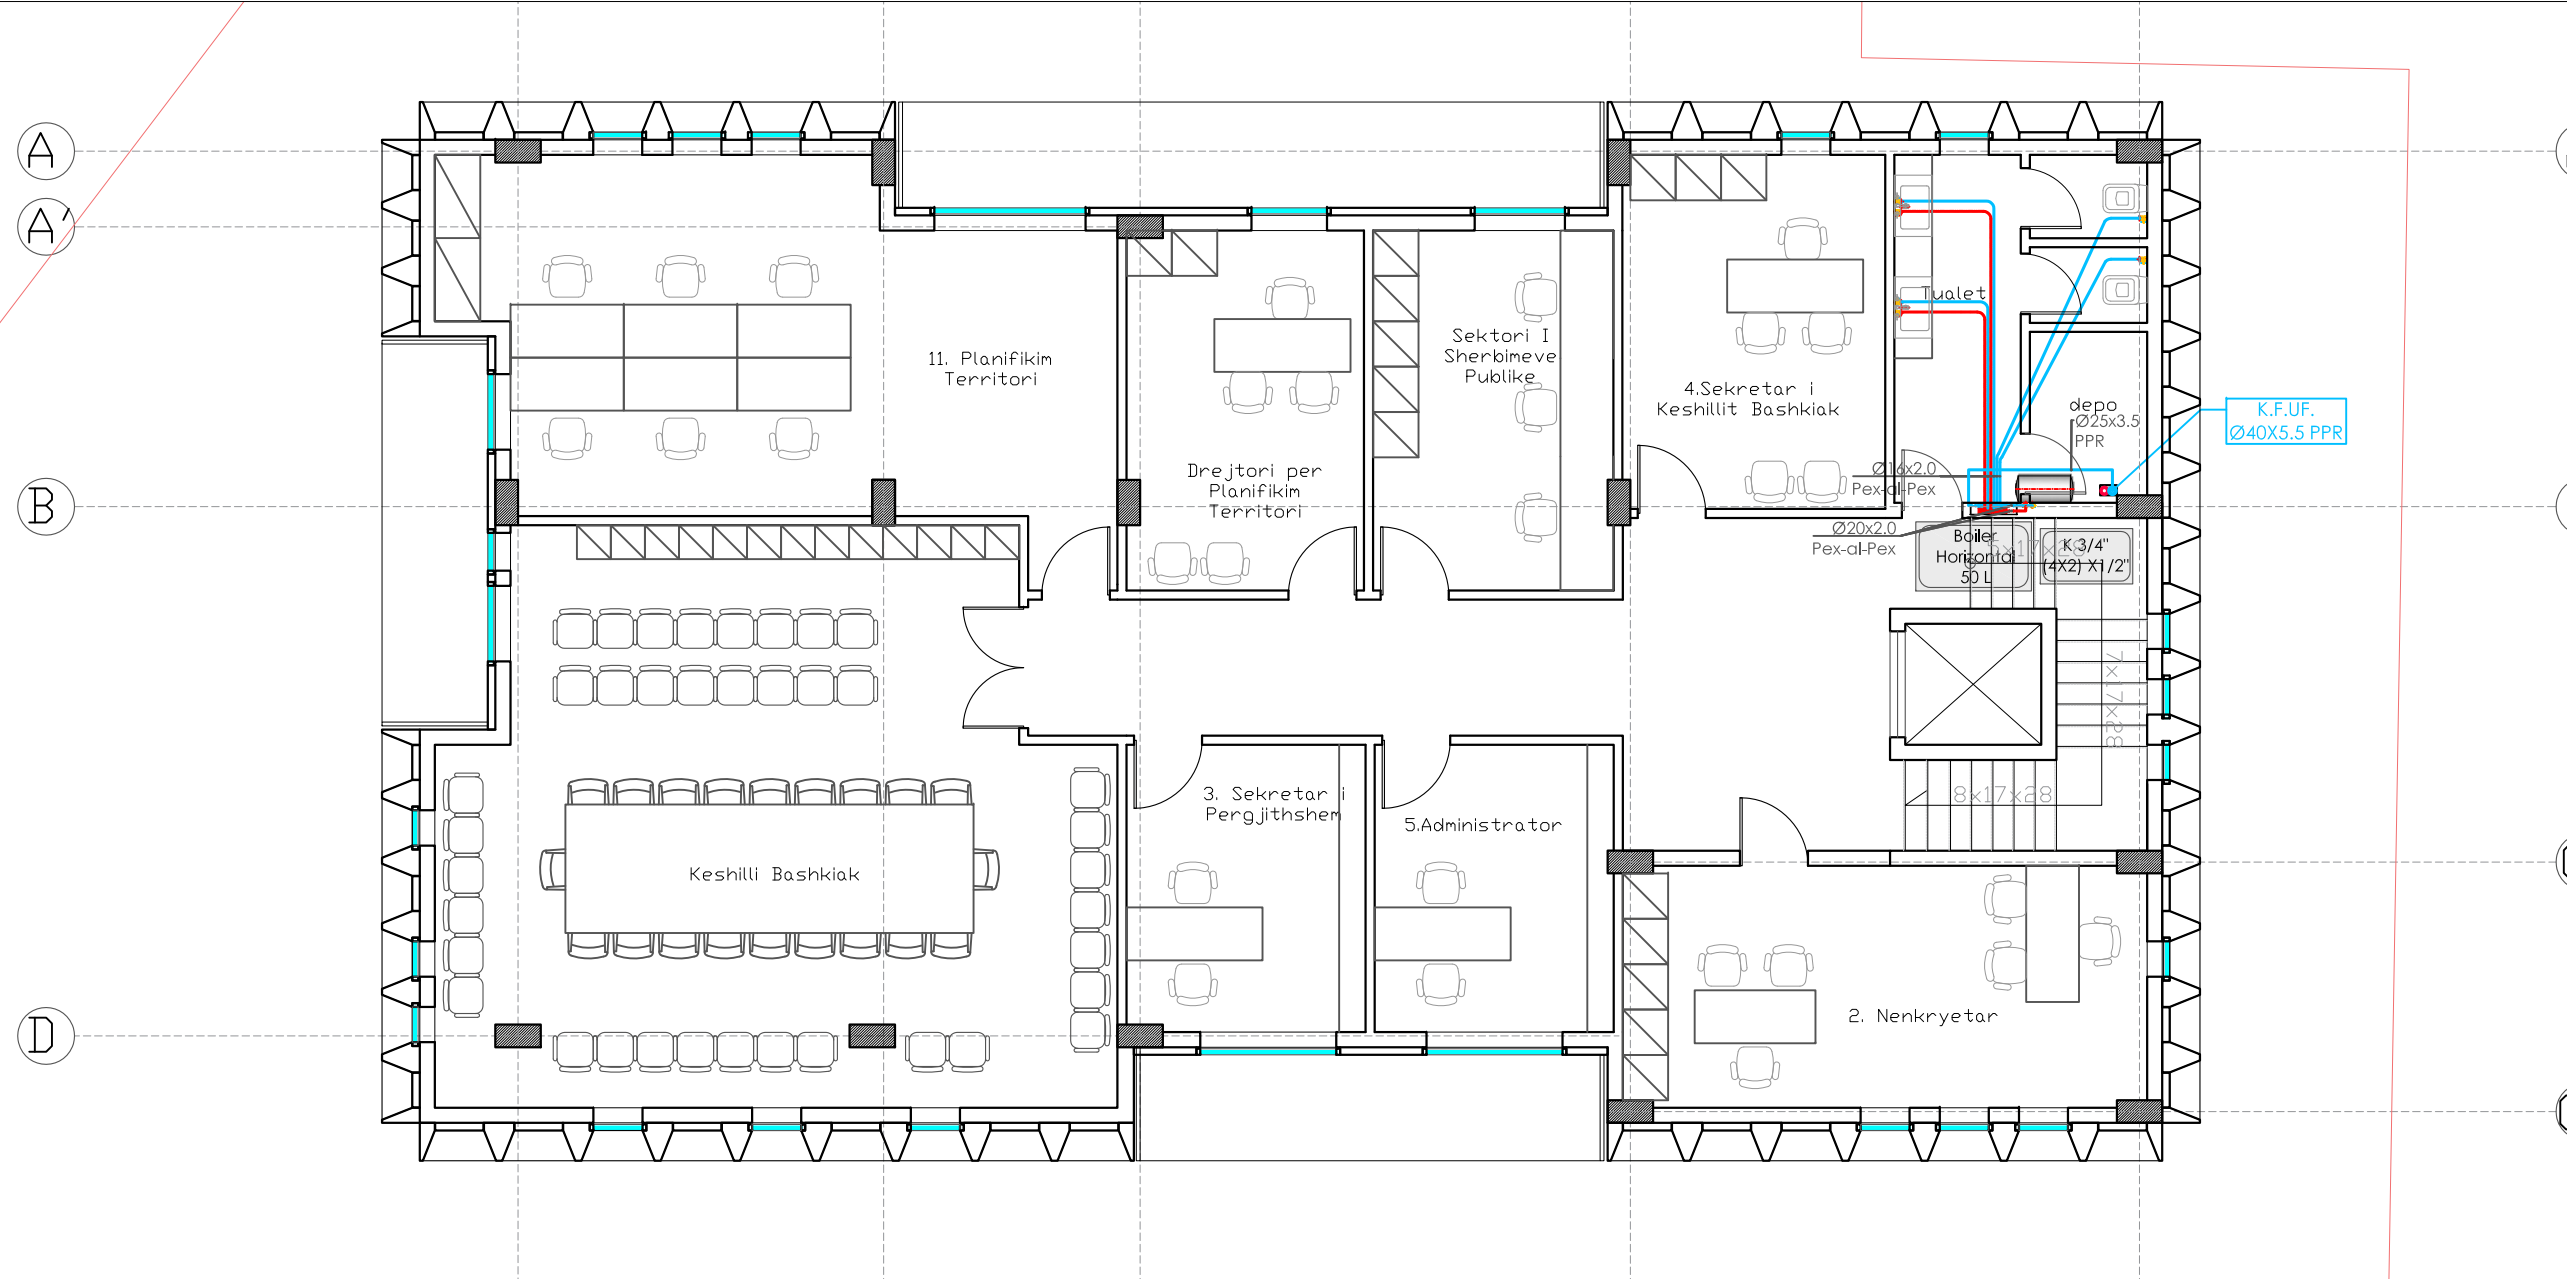 A
A'
B
D
11. Planifikim
Territori
Drejtori per
Planifikim
Territori
Sektori I
Sherbimeve
Publike
4.Sekretar i
Keshillit Bashkiak
Tualet
depo
Ø25x3.5
PPR
K.F.UF.
Ø40X5.5 PPR
Ø16x2.0
Pex-al-Pex
Ø20x2.0
Pex-al-Pex
Boiler
Horizontal
50 L
K 3/4"
(4X2) X1/2"
7x17x28
8x17x28
Keshilli Bashkiak
3. Sekretar i
Pergjithshem
5.Administrator
2. Nenkryetar